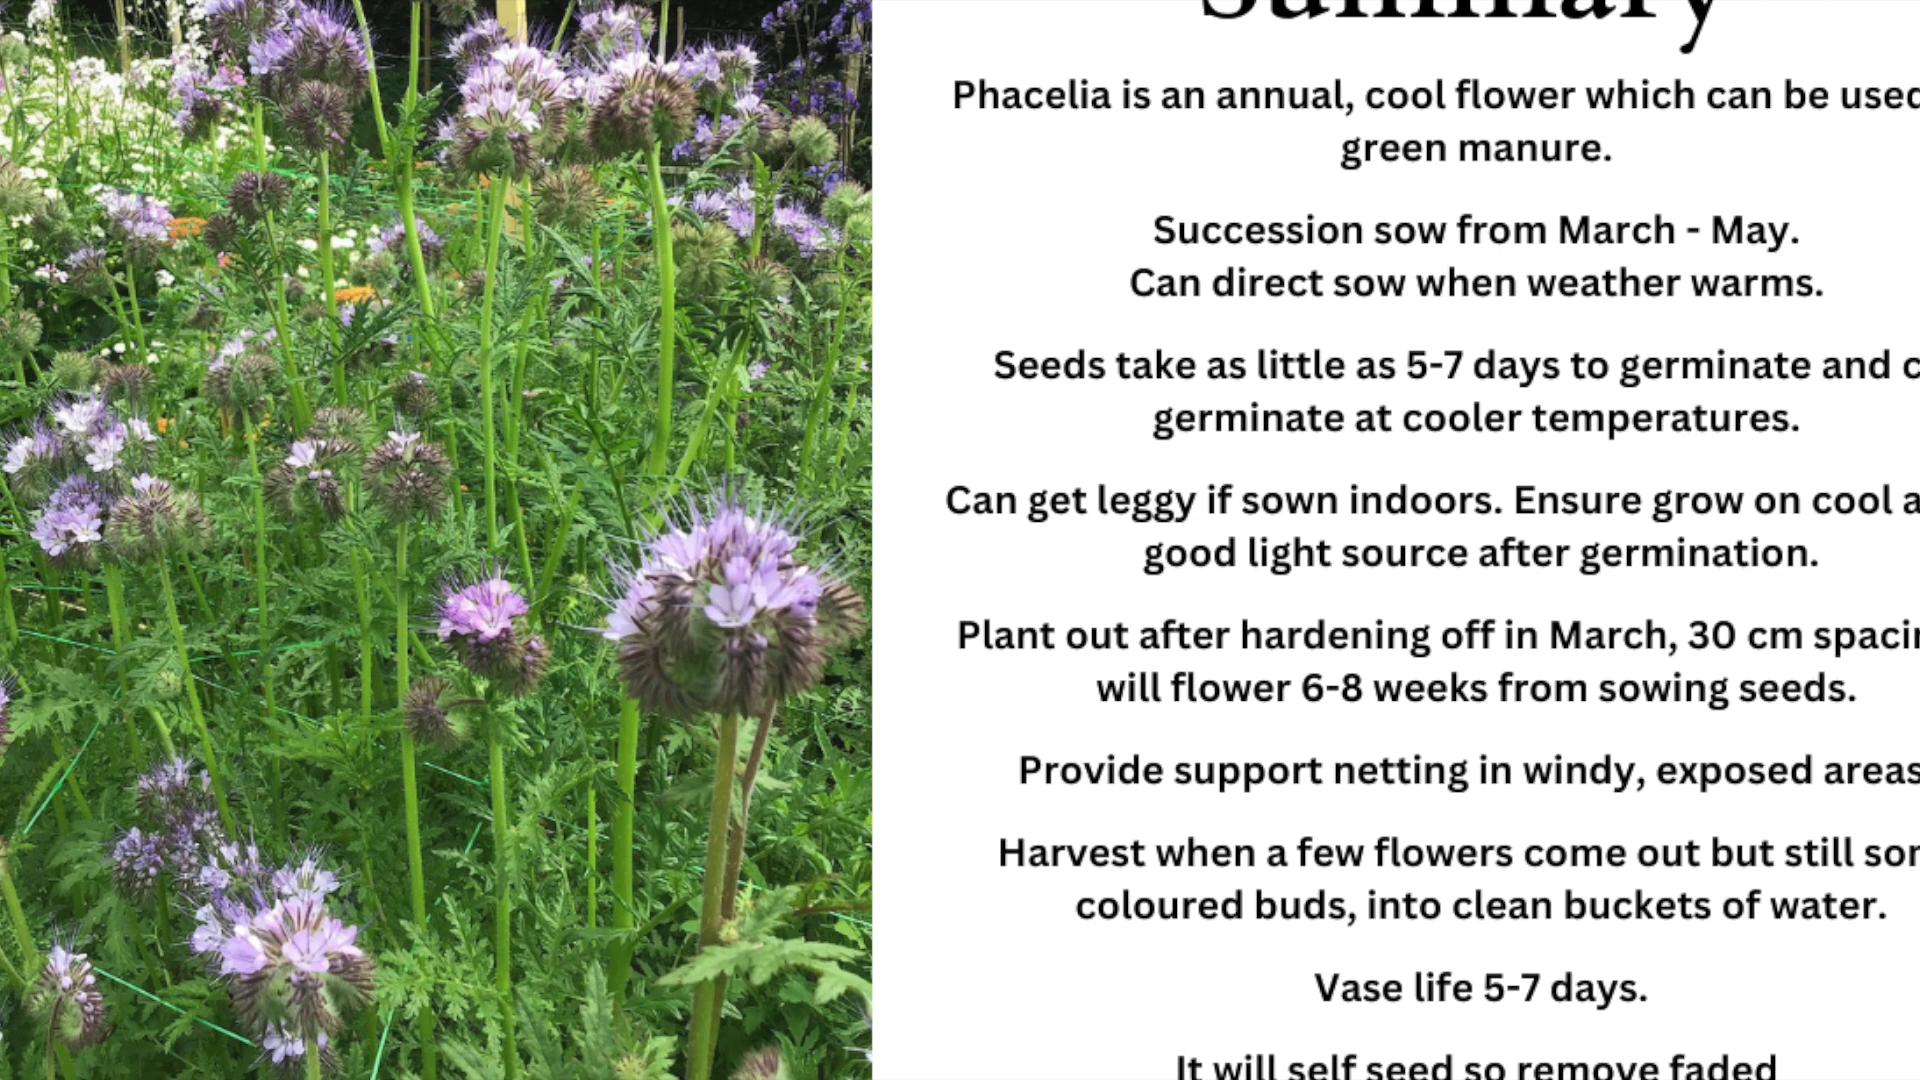 Summary
Phacelia is an annual, cool flower which can be used
green manure.
Succession sow from March - May.
Can direct sow when weather warms.
Seeds take as little as 5-7 days to germinate and
germinate at cooler temperatures.
Can get leggy if sown indoors. Ensure grow on cool
good light source after germination.
Plant out after hardening off in March, 30 cm
will flower 6-8 weeks from sowing seeds.
Provide support netting in windy, exposed areas
Harvest when a few flowers come out but still
coloured buds, into clean buckets of water.
Vase life 5-7 days.
It will self seed so remove faded